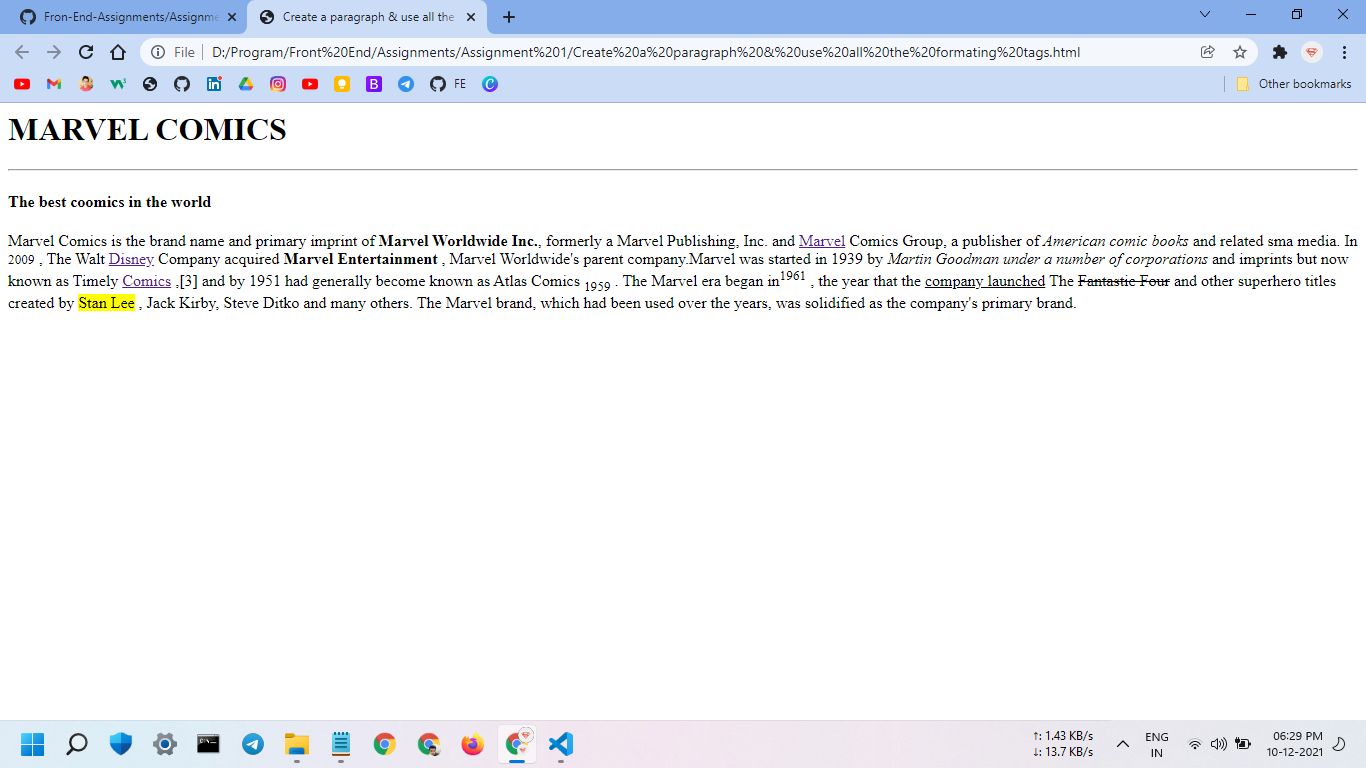 Fron-End-Assignments/Assignme
Create a paragraph & use all the
File
D:/Program/Front%20End/Assignments/Assignment%201/Create%20a%20paragraph%20&%20use%20all%20the%20formating%20tags.html
FE
Other bookmarks
MARVEL COMICS
The best coomics in the world
Marvel Comics is the brand name and primary imprint of Marvel Worldwide Inc., formerly a Marvel Publishing, Inc. and Marvel Comics Group, a publisher of American comic books and related sma media. In
2009 , The Walt Disney Company acquired Marvel Entertainment , Marvel Worldwide's parent company.Marvel was started in 1939 by Martin Goodman under a number of corporations and imprints but now
known as Timely Comics ,[3] and by 1951 had generally become known as Atlas Comics 1959 . The Marvel era began in1961 , the year that the company launched The Fantastic Four and other superhero titles
created by Stan Lee , Jack Kirby, Steve Ditko and many others. The Marvel brand, which had been used over the years, was solidified as the company's primary brand.
↑: 1.43 KB/s
↓: 13.7 KB/s
ENG
IN
06:29 PM
10-12-2021